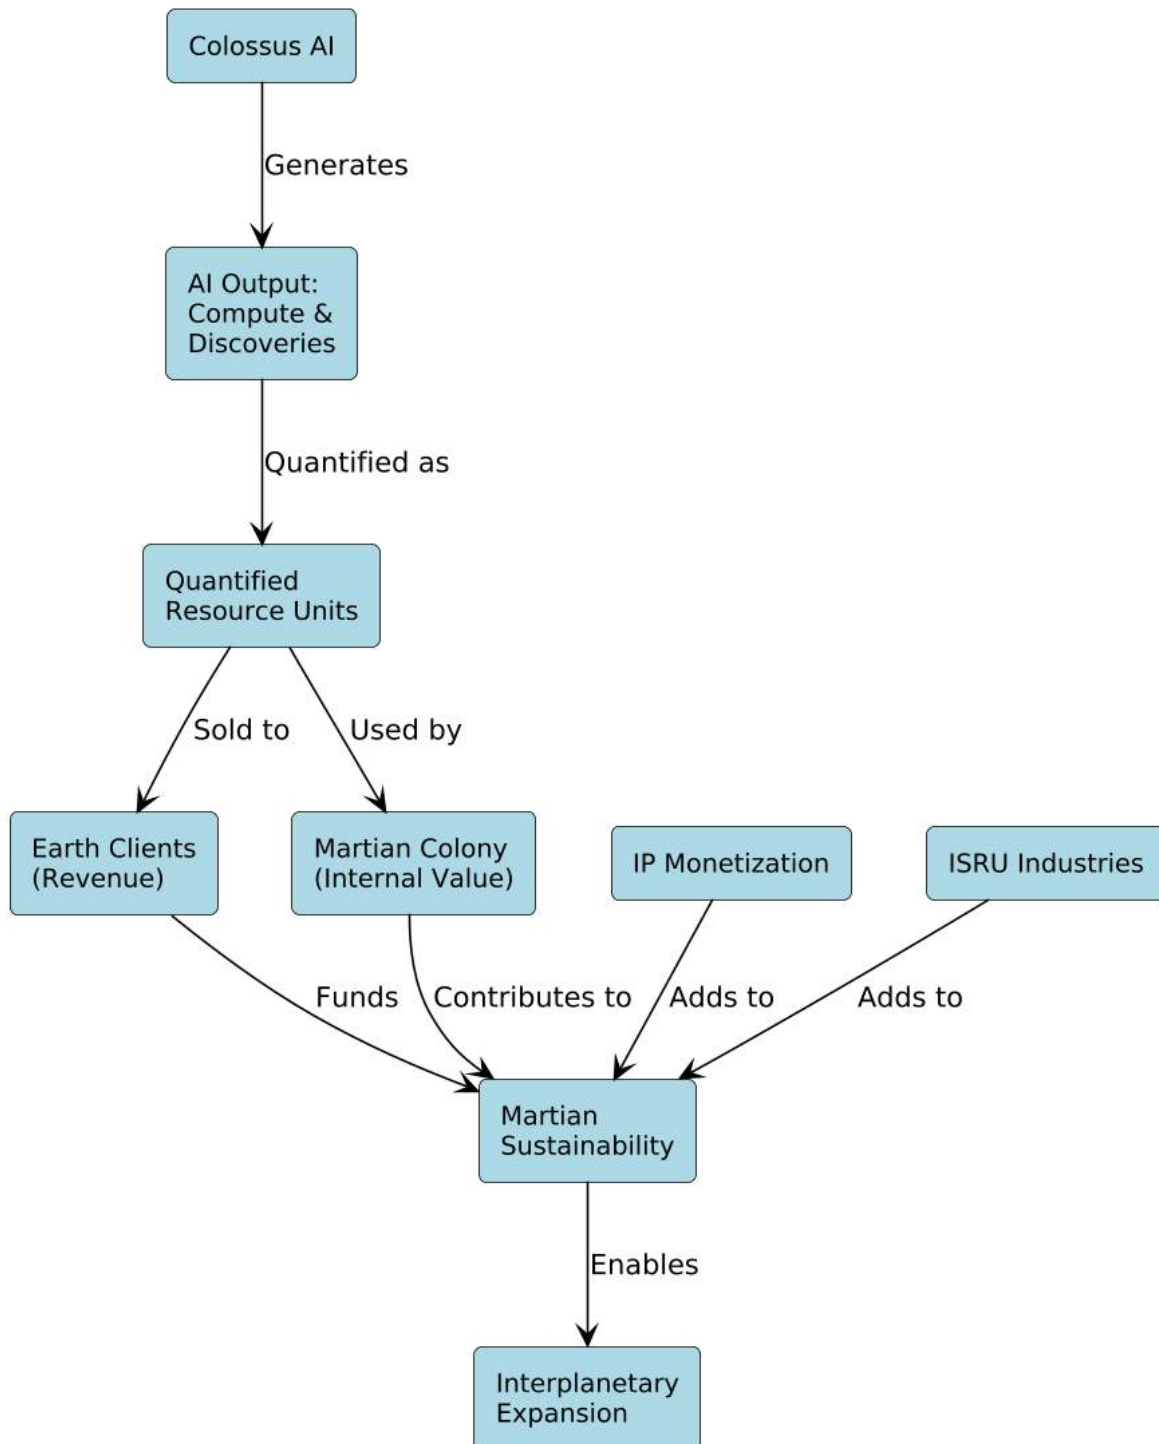 Colossus AI
Generates
AI Output:
Compute &
Discoveries
Quantified as
Quantified
Resource Units
Sold to
Used by
Earth Clients
(Revenue)
Martian Colony
(Internal Value)
IP Monetization
ISRU Industries
Funds
Contributes to
Adds to
Adds to
Martian
Sustainability
Enables
Interplanetary
Expansion